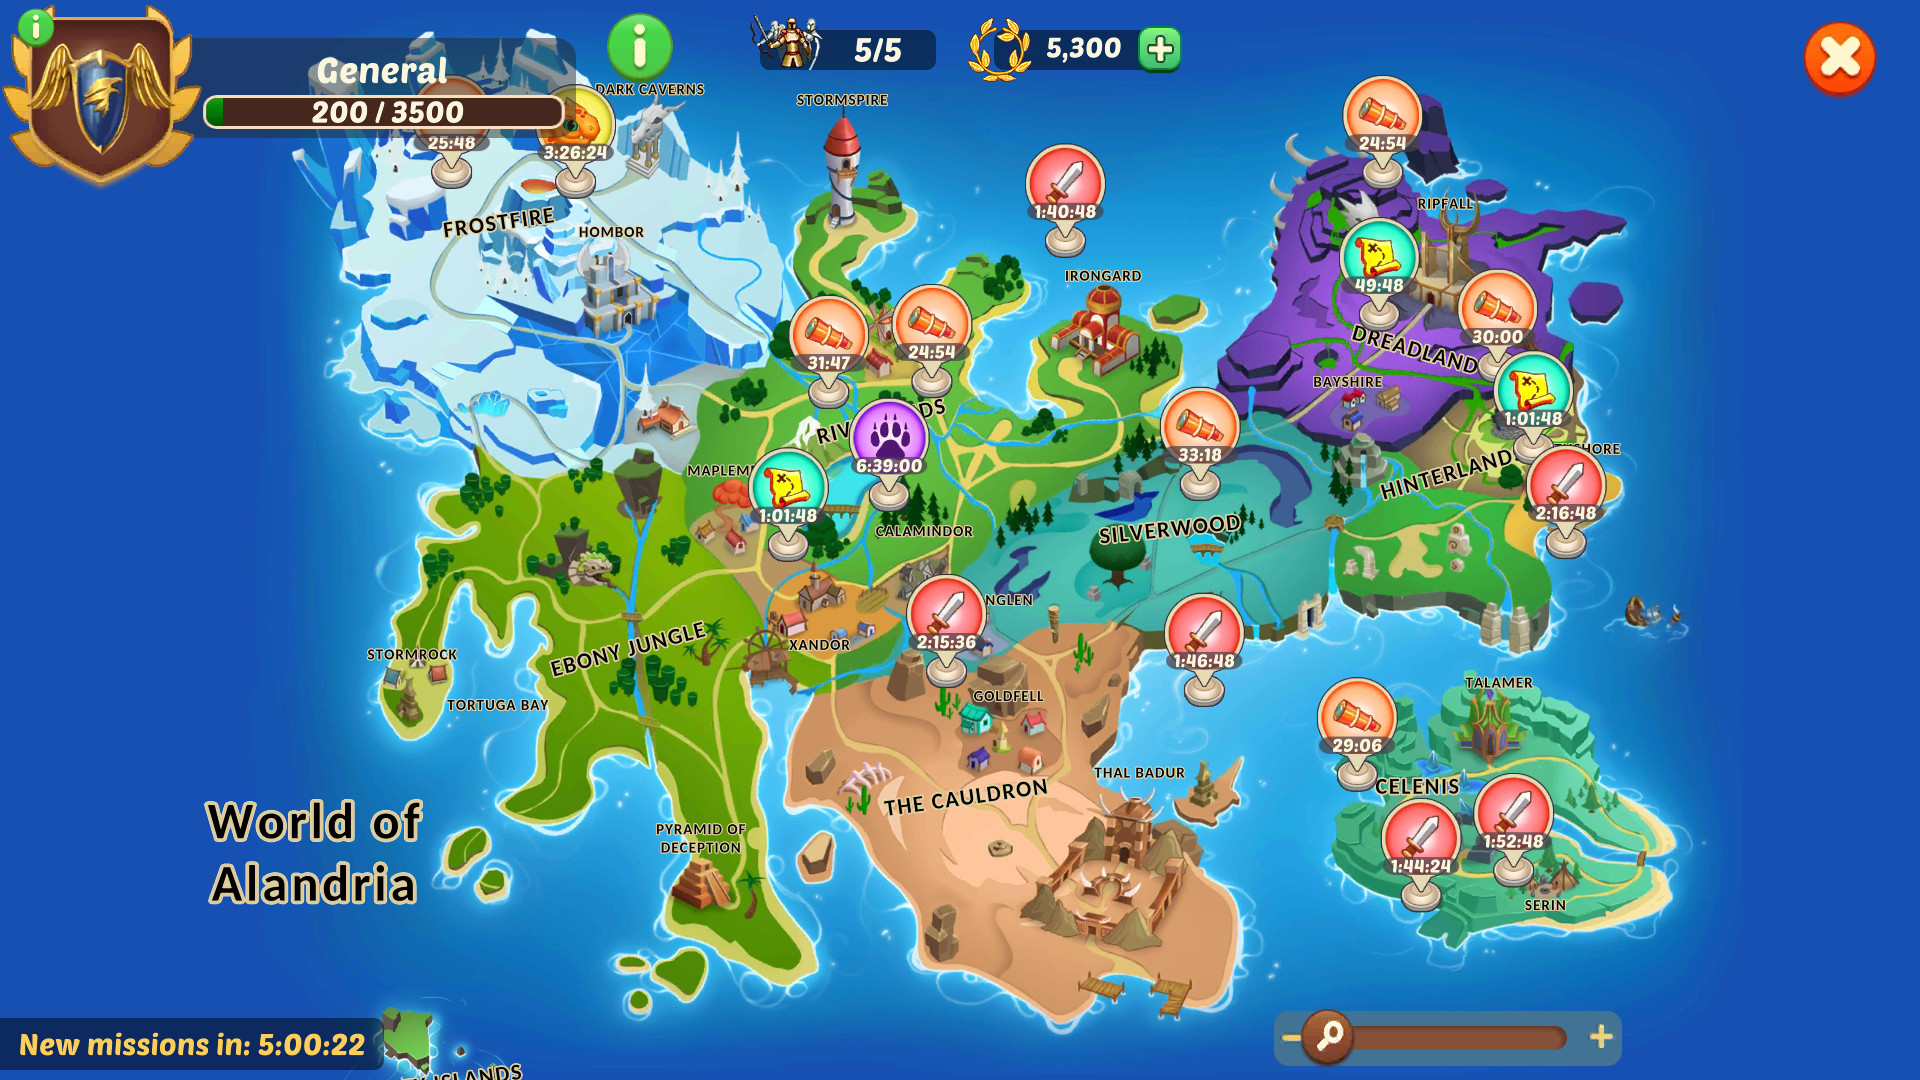 General
200 / 3500
5/5
5,300
DARK CAVERNS
STORMSPIRE
25:48
3:26:24
24:54
1:40:48
RIPFALL
FROSTFIRE
HOMBOR
IRONGARD
49:48
30:00
31:47
24:54
DREADLAND
BAYSHIRE
1:01:48
33:18
6:39:00
HINTERLAND
2:16:48
1:01:48
CALAMINDOR
SILVERWOOD
2:15:36
1:46:48
STORMROCK
EBONY JUNGLE
XANDOR
TORTUGA BAY
GOLDFELL
TALAMER
29:06
CELENIS
THAL BADUR
THE CAULDRON
1:44:24
1:52:48
SERIN
PYRAMID OF
DECEPTION
World of
Alandria
New missions in: 5:00:22